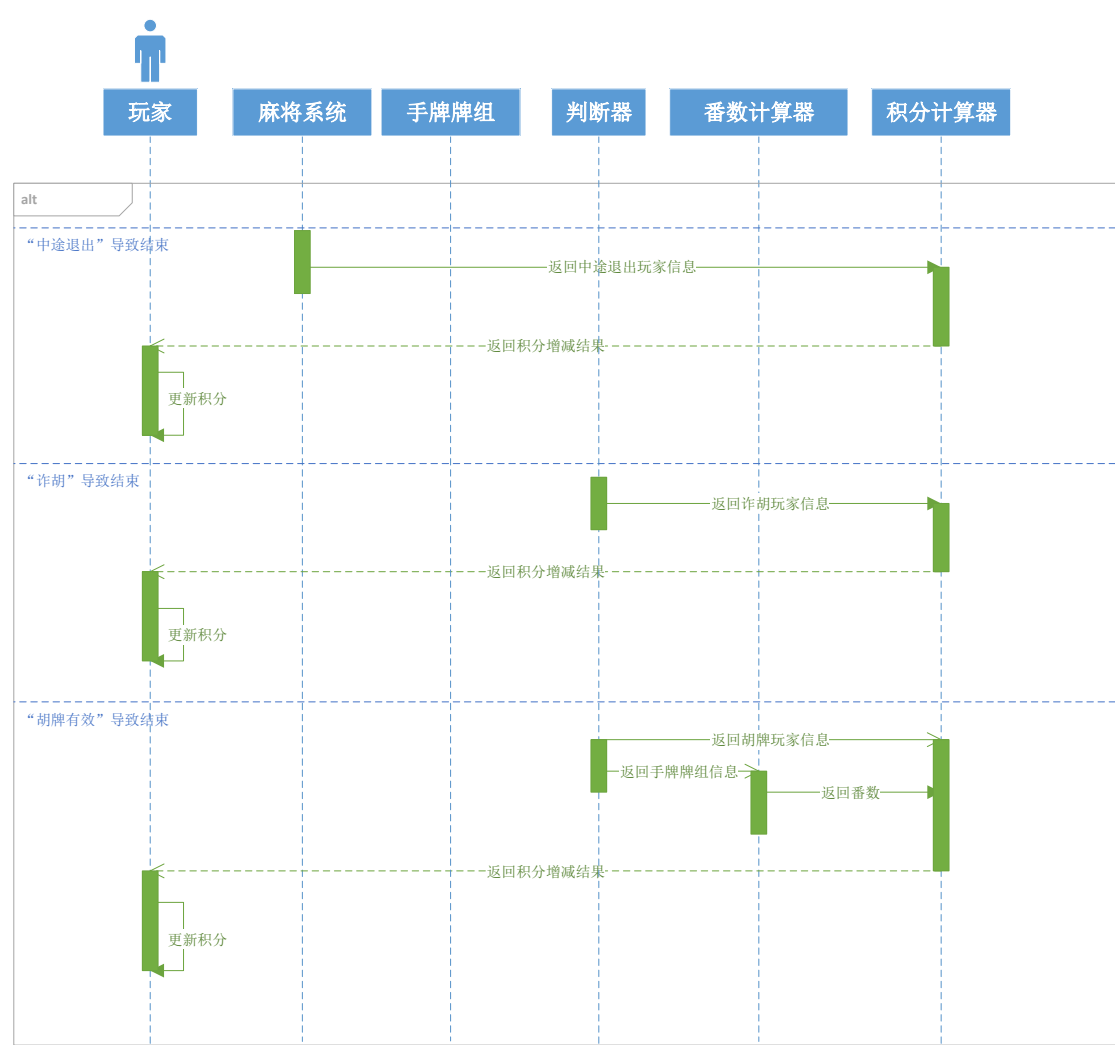 玩家
麻将系统
手牌牌组
判断器
番数计算器
积分计算器
alt
“中途退出”导致结束
返回中途退出玩家信息
返回积分增减结果
更新积分
“诈胡”导致结束
返回诈胡玩家信息
返回积分增减结果
更新积分
“胡牌有效”导致结束
返回胡牌玩家信息
返回手牌牌组信息
返回番数
返回积分增减结果
更新积分